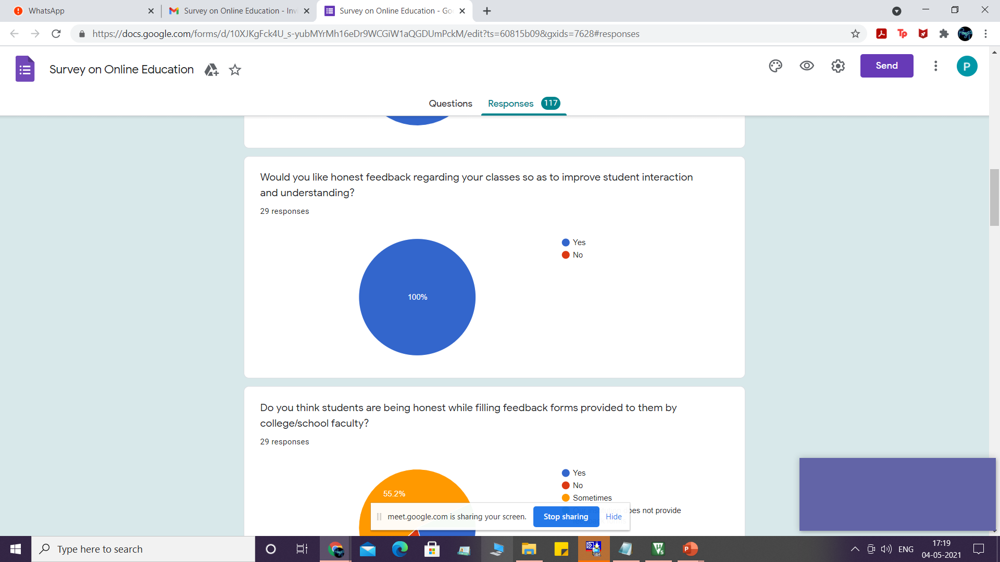 WhatsApp
Survey on Online Education - Inv
Survey on Online Education - Go
https://docs.google.com/forms/d/10XJKgFck4U_s-yubMYrMh16eDr9WCGiW1aQGDUmPckM/edit?ts=60815b09&gxids=7628#responses
Survey on Online Education
Send
P
Questions
Responses 117
Would you like honest feedback regarding your classes so as to improve student interaction
and understanding?
29 responses
Yes
No
100%
Do you think students are being honest while filling feedback forms provided to them by
college/school faculty?
29 responses
Yes
No
Sometimes
55.2%
not provide
meet.google.com is sharing your screen.
Stop sharing
Hide
Type here to search
ENG
17:19
04-05-2021